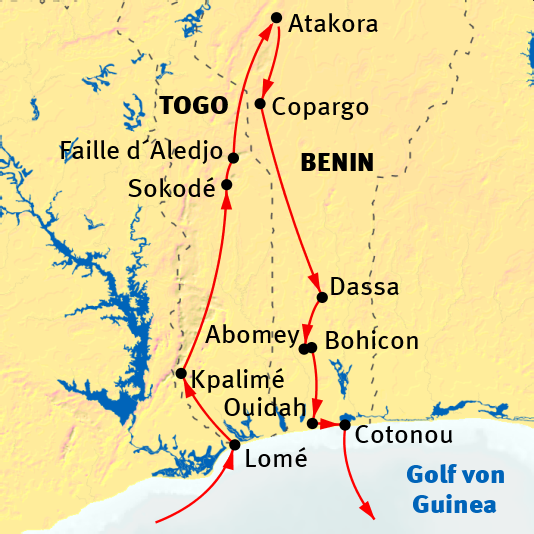 Atakora
TOGO
Copargo
Faille d´Aledjo
BENIN
Sokodé
Dassa
Abomey
Bohicon
Kpalimé
Ouidah
Cotonou
Lomé
Golf von
Guinea